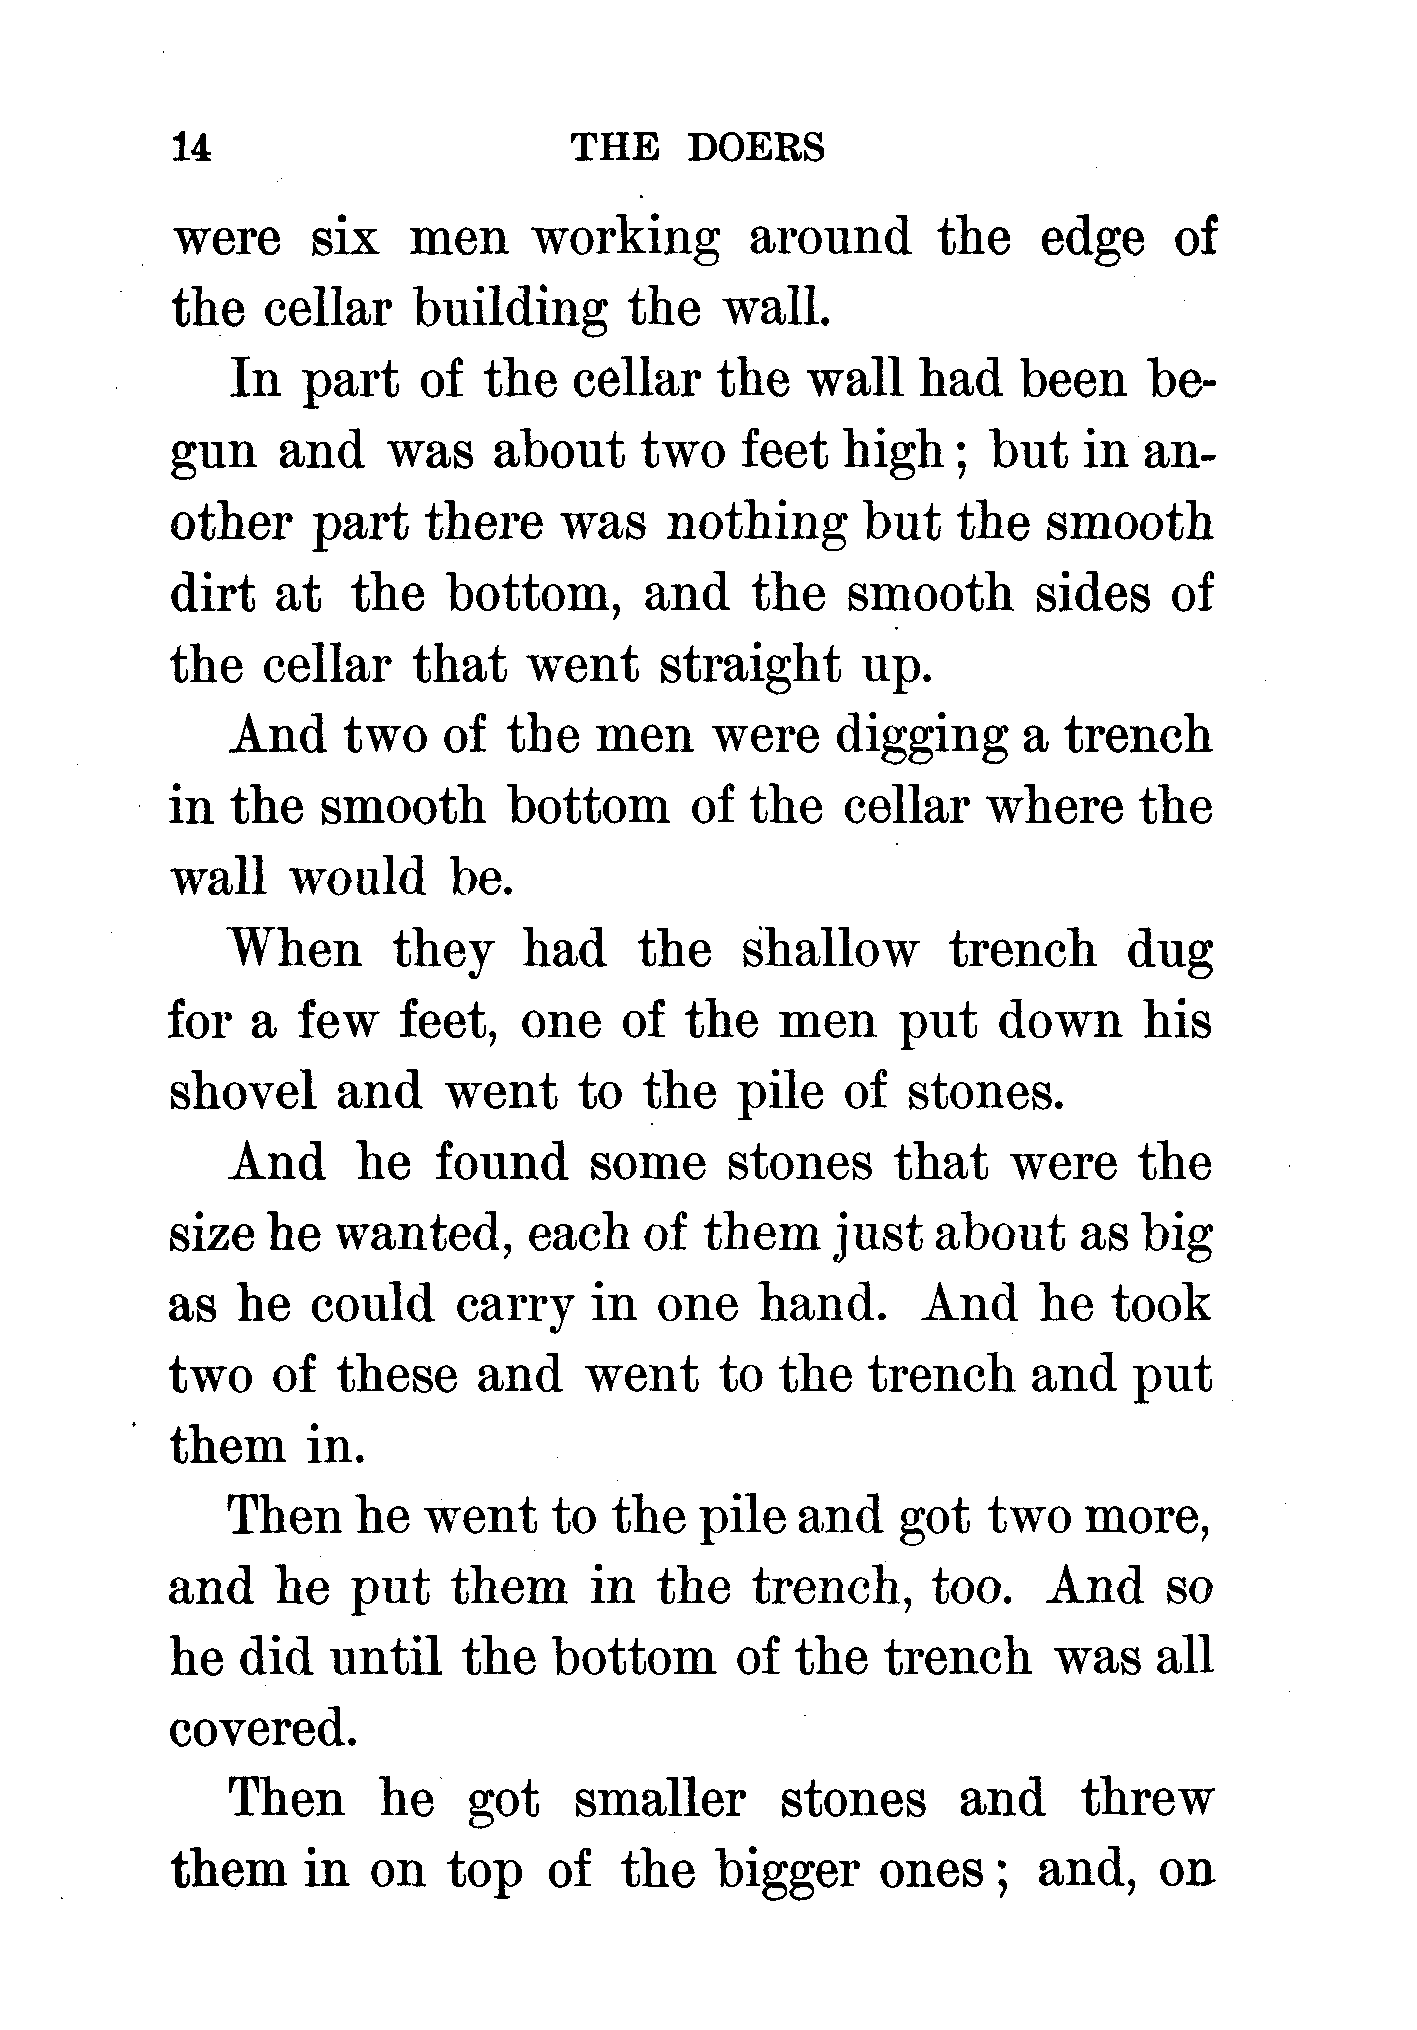 14 THE DOERS
were six men working around the edge of
the cellar building the wall.
In part of the cellar the wall had been be-
gun and was about two feet high; but in an-
other part there was nothing but the smooth
dirt at the bottom, and the smooth sides of
the cellar that went straight up.
And two of the men were digging a trench
in the smooth bottom of the cellar where the
wall would be.
When they had the shallow trench dug
for a few feet, one of the men put down his
shovel and went to the pile of stones.
And he found some stones that were the
size he wanted, each of them just about as big
as he could carry in one hand. And he took
two of these and went to the trench and put
them in.
Then he went to the pile and got two more,
and he put them in the trench, too. And so
he did until the bottom of the trench was all
covered.
Then he got smaller stones and threw
them in on top of the bigger ones; and, on